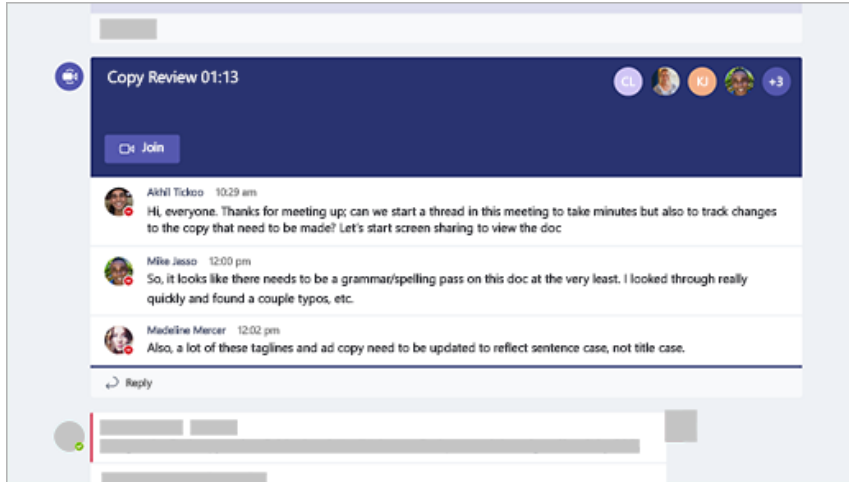 Copy Review 01:13
CL
KJ
+3
Join
Akhil Tickoo 10:29 am
Hi, everyone. Thanks for meeting up; can we start a thread in this meeting to take minutes but also to track changes
to the copy that need to be made? Let's start screen sharing to view the doc
Mike Jasso 12:00 pm
So, it looks like there needs to be a grammar/spelling pass on this doc at the very least. I looked through really
quickly and found a couple typos, etc.
Madeline Mercer 12:02 pm
Also, a lot of these taglines and ad copy need to be updated to reflect sentence case, not title case.
Reply